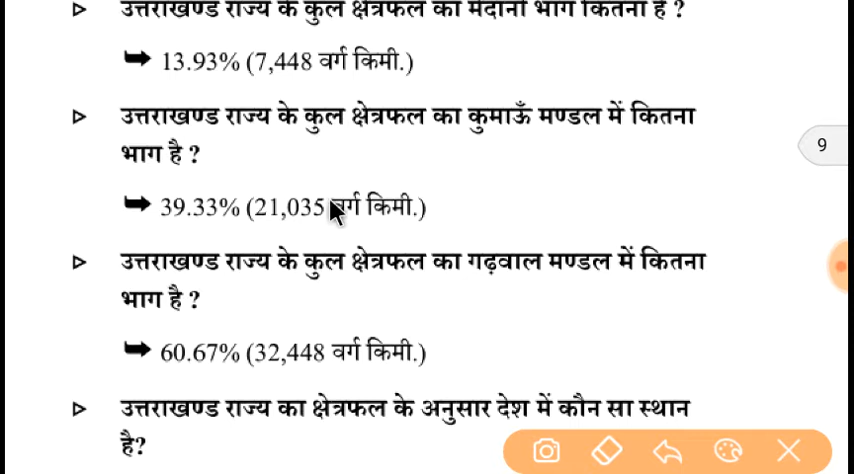 ▷ उत्तराखण्ड राज्य के कुल क्षेत्रफल का मैदानी भाग कितना है ?
➥ 13.93% (7,448 वर्ग किमी.)
▷ उत्तराखण्ड राज्य के कुल क्षेत्रफल का कुमाऊँ मण्डल में कितना
भाग है ?
9
➥ 39.33% (21,035 वर्ग किमी.)
▷ उत्तराखण्ड राज्य के कुल क्षेत्रफल का गढ़वाल मण्डल में कितना
भाग है ?
➥ 60.67% (32,448 वर्ग किमी.)
▷ उत्तराखण्ड राज्य का क्षेत्रफल के अनुसार देश में कौन सा स्थान
है?